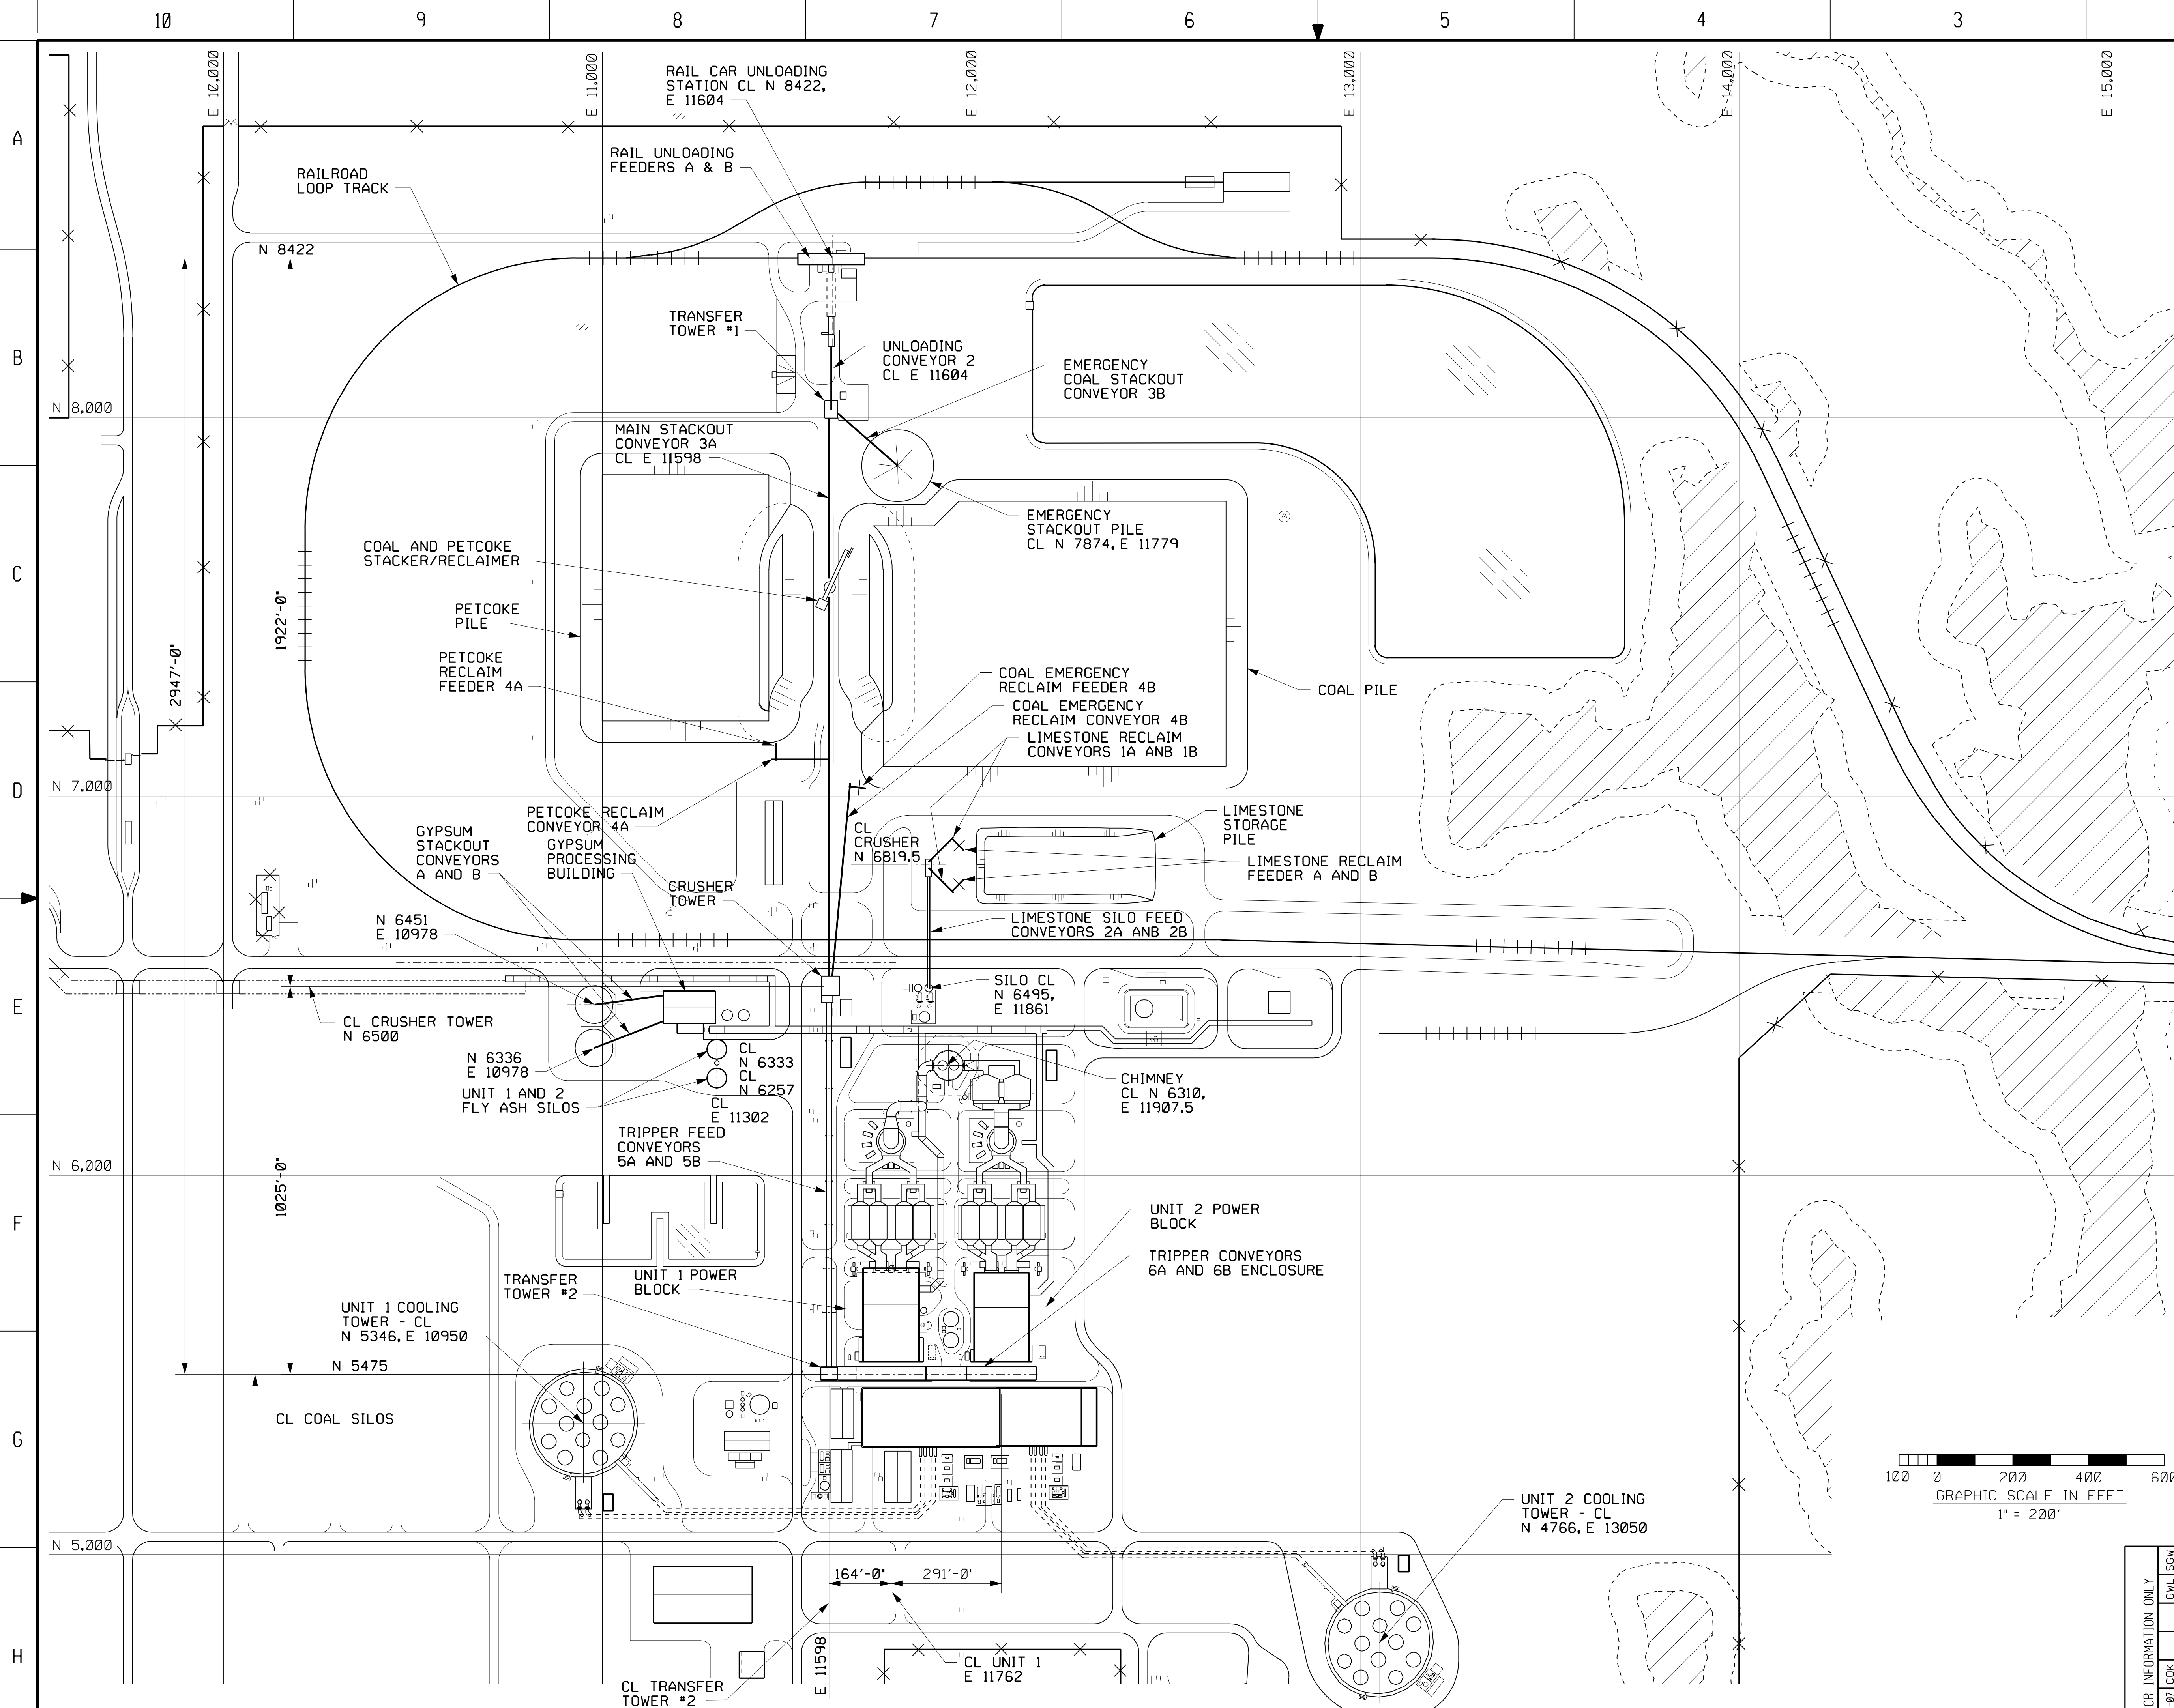 10
9
8
7
6
5
4
3
A
B
C
D
E
F
G
H
E 10,000
E 11,000
E 12,000
E 13,000
E 14,000
E 15,000
RAIL CAR UNLOADING
STATION CL N 8422,
E 11604
RAIL UNLOADING
FEEDERS A & B
RAILROAD
LOOP TRACK
N 8422
TRANSFER
TOWER #1
UNLOADING
CONVEYOR 2
CL E 11604
EMERGENCY
COAL STACKOUT
CONVEYOR 3B
N 8,000
MAIN STACKOUT
CONVEYOR 3A
CL E 11598
EMERGENCY
STACKOUT PILE
CL N 7874, E 11779
COAL AND PETCOKE
STACKER/RECLAIMER
PETCOKE
PILE
1922'-0"
2947'-0"
PETCOKE
RECLAIM
FEEDER 4A
COAL EMERGENCY
RECLAIM FEEDER 4B
COAL EMERGENCY
RECLAIM CONVEYOR 4B
LIMESTONE RECLAIM
CONVEYORS 1A ANB 1B
COAL PILE
N 7,000
PETCOKE RECLAIM
CONVEYOR 4A
GYPSUM
STACKOUT
CONVEYORS
A AND B
GYPSUM
PROCESSING
BUILDING
CL
CRUSHER
N 6819.5
LIMESTONE
STORAGE
PILE
LIMESTONE RECLAIM
FEEDER A AND B
CRUSHER
TOWER
N 6451
E 10978
LIMESTONE SILO FEED
CONVEYORS 2A ANB 2B
SILO CL
N 6495,
E 11861
CL CRUSHER TOWER
N 6500
N 6336
E 10978
CL
N 6333
CL
N 6257
CL
E 11302
UNIT 1 AND 2
FLY ASH SILOS
CHIMNEY
CL N 6310,
E 11907.5
TRIPPER FEED
CONVEYORS
5A AND 5B
N 6,000
1025'-0"
UNIT 2 POWER
BLOCK
TRIPPER CONVEYORS
6A AND 6B ENCLOSURE
TRANSFER
TOWER #2
UNIT 1 POWER
BLOCK
UNIT 1 COOLING
TOWER - CL
N 5346, E 10950
N 5475
CL COAL SILOS
100 0 200 400 600
GRAPHIC SCALE IN FEET
1" = 200'
UNIT 2 COOLING
TOWER - CL
N 4766, E 13050
N 5,000
164'-0"
291'-0"
E 11598
CL UNIT 1
E 11762
CL TRANSFER
TOWER #2
OR INFORMATION ONLY
GWL SGW
-07 COK